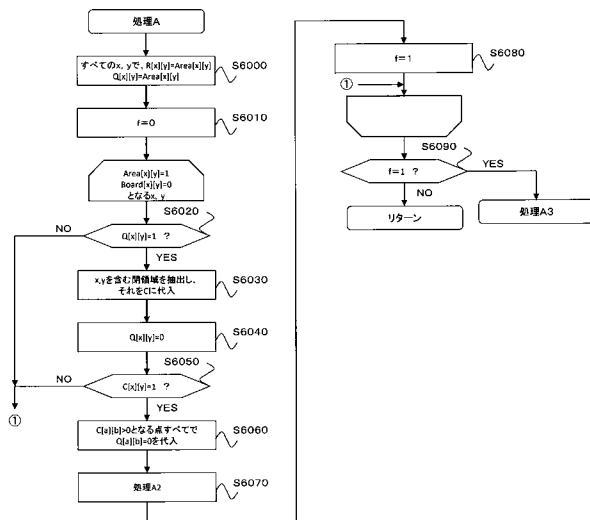 処理A
すべてのx, yで、R[x][y]=Area[x][y]
Q[x][y]=Area[x][y]
S6000
f=0
S6010
Area[x][y]=1
Board[x][y]=0
となるx, y
S6020
NO
Q[x][y]=1 ?
YES
x,yを含む閉領域を抽出し、
それをCに代入
S6030
Q[x][y]=0
S6040
S6050
NO
C[x][y]=1 ?
YES
①
C[a][b]>0となる点すべてで
Q[a][b]=0を代入
S6060
処理A2
S6070
f=1
S6080
①
S6090
f=1 ?
YES
NO
リターン
処理A3